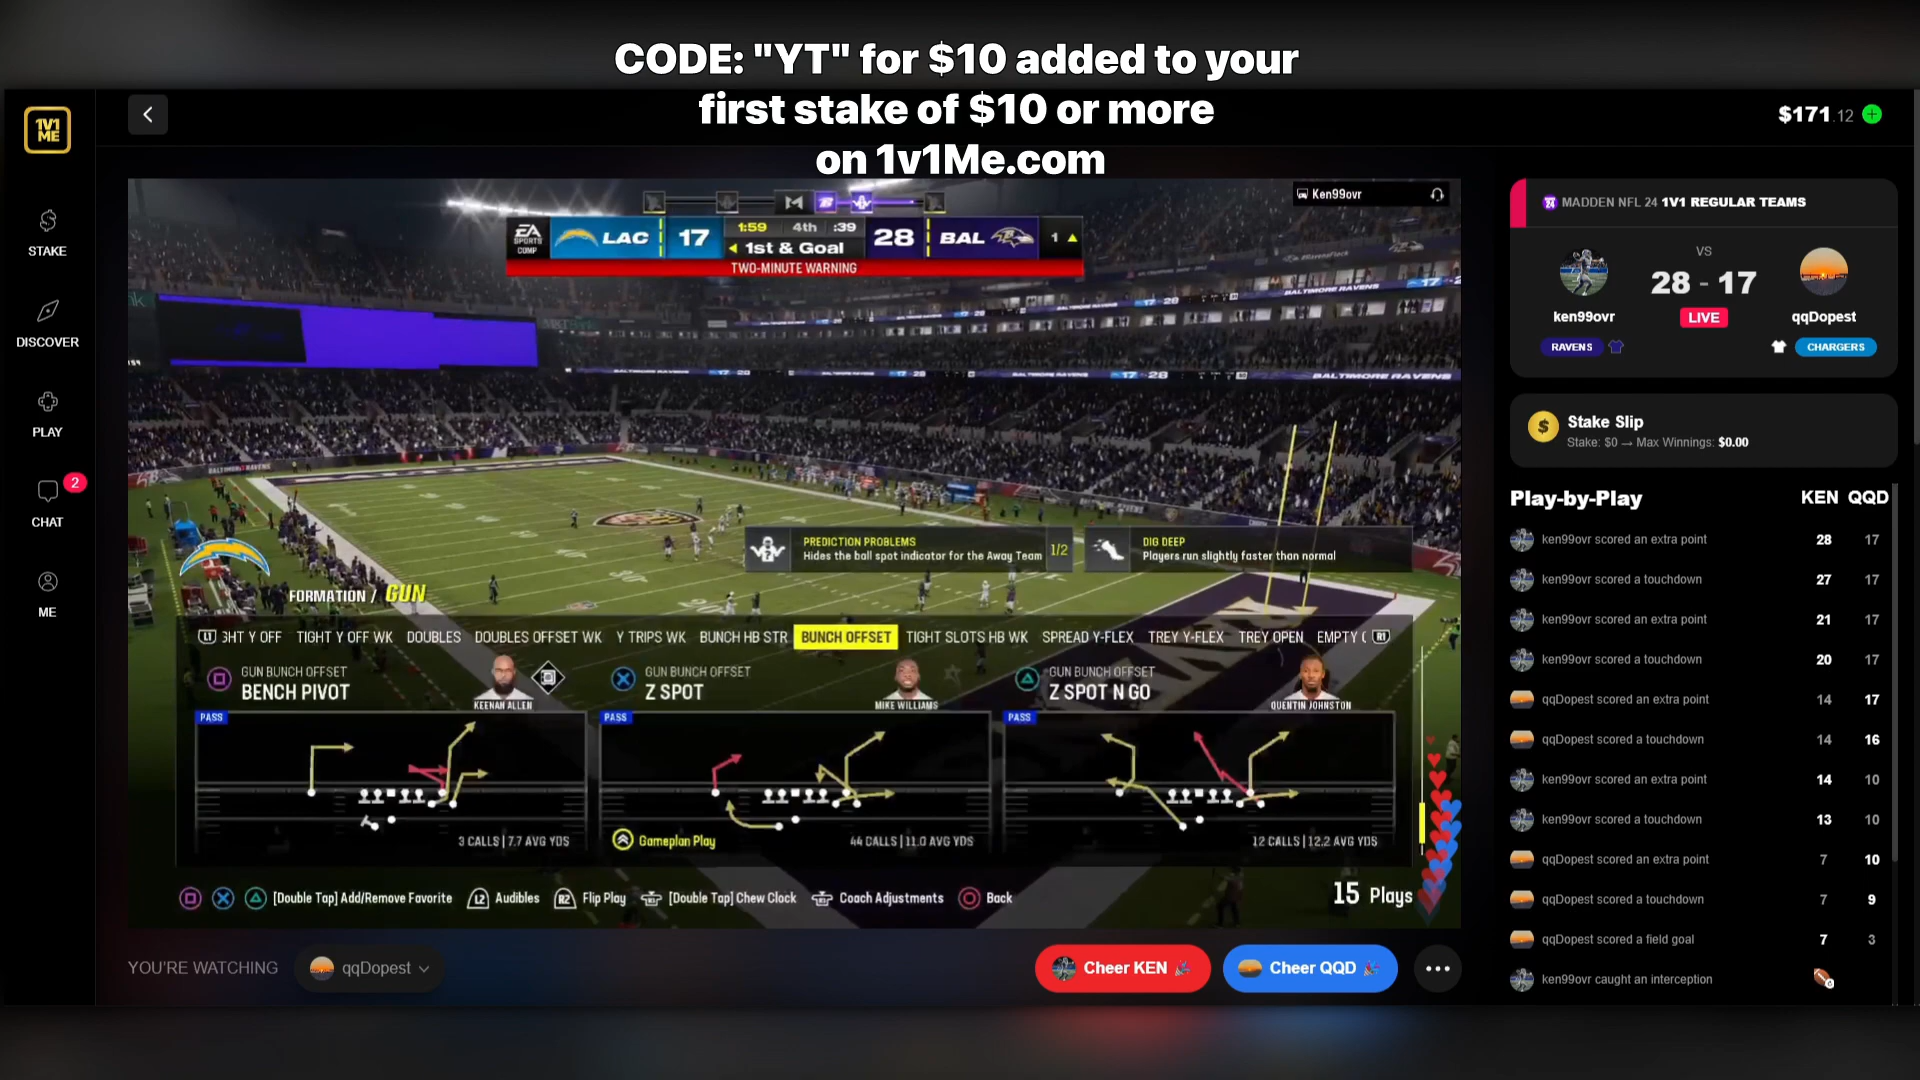 CODE: "YT" for $10 added to your
first stake of $10 or more
on 1v1Me.com
1V1
ME
STAKE
DISCOVER
PLAY
2
CHAT
ME
$171.12
Ken99ovr
EA
SPORTS
COMP
LAC
17
1:59 4th :39
1st & Goal
28
BAL
1
TWO-MINUTE WARNING
PREDICTION PROBLEMS
Hides the ball spot indicator for the Away Team
1/2
DIG DEEP
Players run slightly faster than normal
FORMATION / GUN
L1 GHT Y OFF TIGHT Y OFF WK DOUBLES DOUBLES OFFSET WK Y TRIPS WK BUNCH HB STR BUNCH OFFSET TIGHT SLOTS HB WK SPREAD Y-FLEX TREY Y-FLEX TREY OPEN EMPTY R1
GUN BUNCH OFFSET
BENCH PIVOT
KEENAN ALLEN
PASS
3 CALLS | 7.7 AVG YDS
GUN BUNCH OFFSET
Z SPOT
MIKE WILLIAMS
PASS
Gameplan Play
44 CALLS | 11.0 AVG YDS
GUN BUNCH OFFSET
Z SPOT N GO
QUENTIN JOHNSTON
PASS
12 CALLS | 12.2 AVG YDS
[Double Tap] Add/Remove Favorite L2 Audibles R2 Flip Play [Double Tap] Chew Clock Coach Adjustments Back
15 Plays
YOU'RE WATCHING
qqDopest
Cheer KEN
Cheer QQD
MADDEN NFL 24 1V1 REGULAR TEAMS
VS
28 - 17
LIVE
ken99ovr
RAVENS
qqDopest
CHARGERS
Stake Slip
Stake: $0 → Max Winnings: $0.00
Play-by-Play KEN QQD
ken99ovr scored an extra point 28 17
ken99ovr scored a touchdown 27 17
ken99ovr scored an extra point 21 17
ken99ovr scored a touchdown 20 17
qqDopest scored an extra point 14 17
qqDopest scored a touchdown 14 16
ken99ovr scored an extra point 14 10
ken99ovr scored a touchdown 13 10
qqDopest scored an extra point 7 10
qqDopest scored a touchdown 7 9
qqDopest scored a field goal 7 3
ken99ovr caught an interception